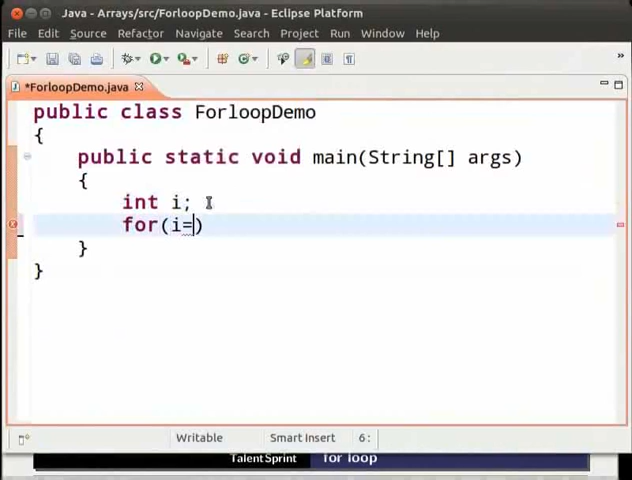 Java - Arrays/src/ForloopDemo.java - Eclipse Platform
File Edit Source Refactor Navigate Search Project Run Window Help
*ForloopDemo.java
public class ForloopDemo
{
public static void main(String[] args)
{
int i;
for(i=)
}
}
Writable Smart Insert 6:
TalentSprint for loop